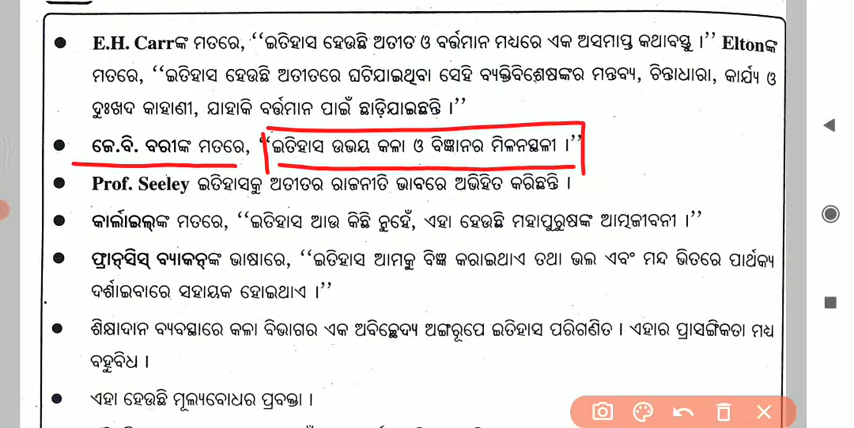 • E.H. Carrଙ୍କ ମତରେ, ‘‘ଇତିହାସ ହେଉଛି ଅତୀତ ଓ ବର୍ତ୍ତମାନ ମଧ୍ୟରେ ଏକ ଅସମାପ୍ତ କଥାବସ୍ତୁ ।’’ Eltonଙ୍କ
ମତରେ, ‘‘ଇତିହାସ ହେଉଛି ଅତୀତରେ ଘଟିଯାଇଥିବା ସେହି ବ୍ୟକ୍ତିବିଶେଷଙ୍କର ମନ୍ତବ୍ୟ, ଚିନ୍ତାଧାରା, କାର୍ଯ୍ୟ ଓ
ଦୁଃଖଦ କାହାଣୀ, ଯାହାକି ବର୍ତ୍ତମାନ ପାଇଁ ଛାଡ଼ିଯାଇଛନ୍ତି ।’’
• ଜେ.ବି. ବରୀଙ୍କ ମତରେ, ‘‘ଇତିହାସ ଉଭୟ କଳା ଓ ବିଜ୍ଞାନର ମିଳନସ୍ଥଳୀ ।’’
• Prof. Seeley ଇତିହାସକୁ ଅତୀତର ରାଜନୀତି ଭାବରେ ଅଭିହିତ କରିଛନ୍ତି ।
• କାର୍ଲାଇଲ୍‌ଙ୍କ ମତରେ, ‘‘ଇତିହାସ ଆଉ କିଛି ନୁହେଁ, ଏହା ହେଉଛି ମହାପୁରୁଷଙ୍କ ଆତ୍ମଜୀବନୀ ।’’
• ଫ୍ରାନ୍‌ସିସ୍ ବ୍ୟାକନ୍‌ଙ୍କ ଭାଷାରେ, ‘‘ଇତିହାସ ଆମକୁ ବିଜ୍ଞ କରାଇଥାଏ ତଥା ଭଲ ଏବଂ ମନ୍ଦ ଭିତରେ ପାର୍ଥକ୍ୟ
ଦର୍ଶାଇବାରେ ସହାୟକ ହୋଇଥାଏ ।’’
• ଶିକ୍ଷାଦାନ ବ୍ୟବସ୍ଥାରେ କଳା ବିଭାଗର ଏକ ଅବିଚ୍ଛେଦ୍ୟ ଅଙ୍ଗରୂପେ ଇତିହାସ ପରିଗଣିତ । ଏହାର ପ୍ରାସଙ୍ଗିକତା ମଧ୍ୟ
ବହୁବିଧ ।
• ଏହା ହେଉଛି ମୂଲ୍ୟବୋଧର ପ୍ରବକ୍ତା ।